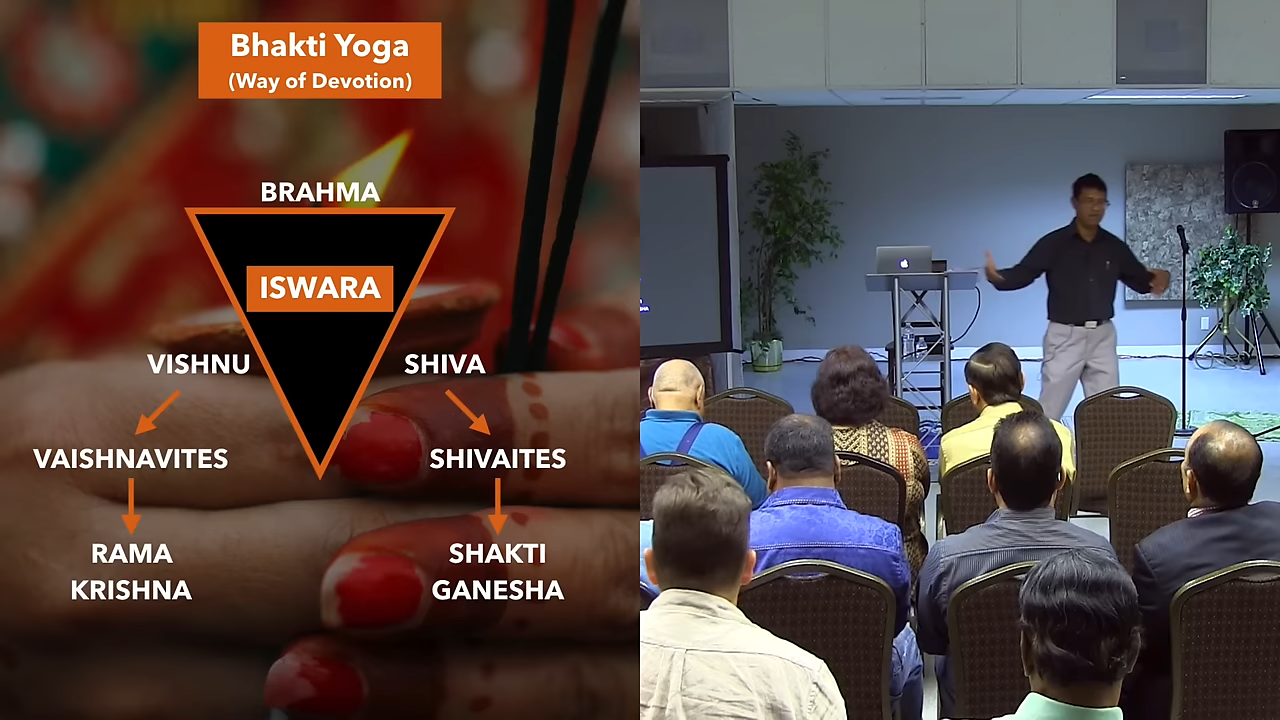 Bhakti Yoga
(Way of Devotion)
BRAHMA
ISWARA
VISHNU
SHIVA
VAISHNAVITES
SHIVAITES
RAMA
KRISHNA
SHAKTI
GANESHA